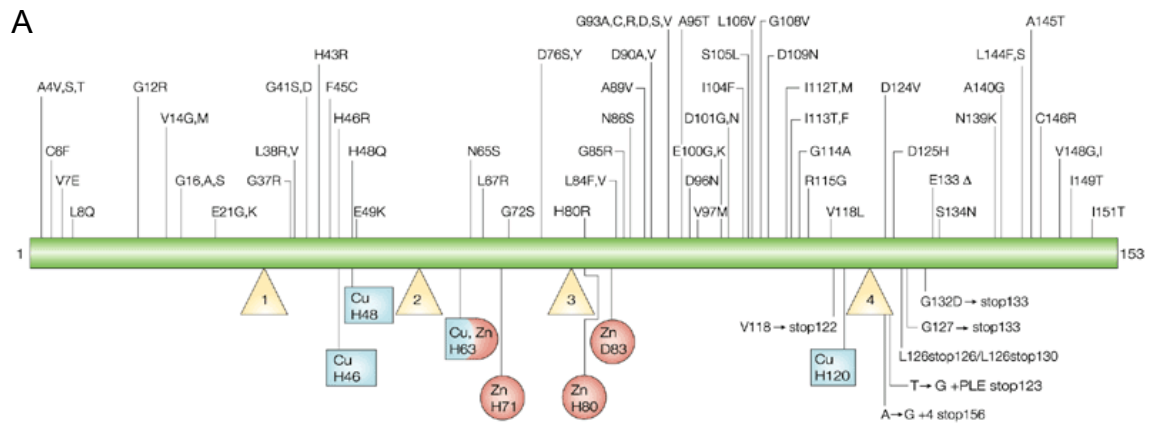 A
G93A,C,R,D,S,V A95T L106V G108V A145T
H43R D76S,Y D90A,V S105L D109N L144F,S
A4V,S,T G12R G41S,D F45C A89V I104F I112T,M D124V A140G
V14G,M H46R N86S D101G,N I113T,F N139K C146R
C6F L38R,V H48Q N65S G85R E100G,K G114A D125H V148G,I
V7E G16,A,S G37R L67R L84F,V D96N R115G E133 Δ I149T
L8Q E21G,K E49K G72S H80R V97M V118L S134N I151T
1 153
1 2 3 4
Cu
H48
G132D→stop133
Cu, Zn
H63
Zn
D83
V118→stop122
G127→stop133
Cu
H46
Cu
H120
L126stop126/L126stop130
Zn
H71
Zn
H80
T→G +PLE stop123
A→G +4 stop156